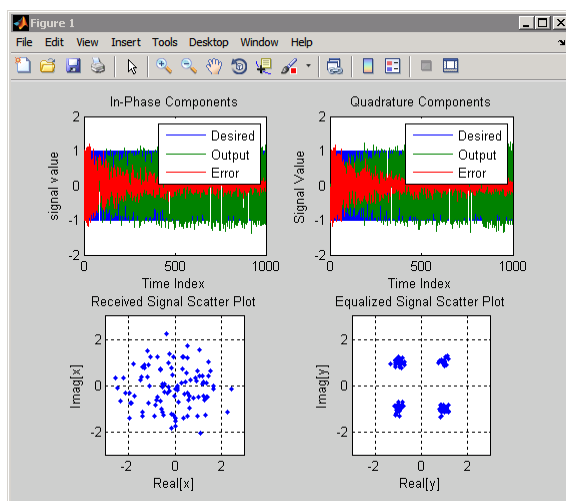 Figure 1
File Edit View Insert Tools Desktop Window Help
In-Phase Components
2
1
0
-1
-2
signal value
Desired
Output
Error
0 500 1000
Time Index
Quadrature Components
2
1
0
-1
-2
Signal Value
Desired
Output
Error
0 500 1000
Time Index
Received Signal Scatter Plot
2
0
-2
Imag[x]
-2 0 2
Real[x]
Equalized Signal Scatter Plot
2
0
-2
Imag[y]
-2 0 2
Real[y]